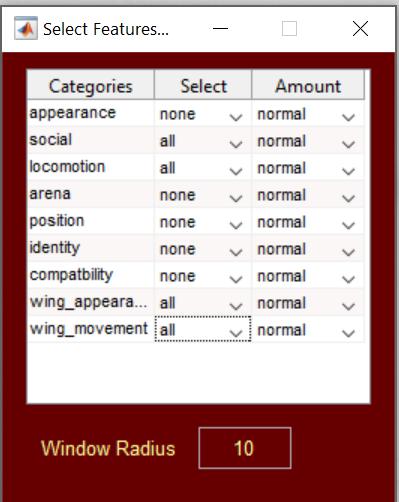 Select Features...
Categories Select Amount
appearance none normal
social all normal
locomotion all normal
arena none normal
position none normal
identity none normal
compatbility none normal
wing_appeara... all normal
wing_movement all normal
Window Radius 10